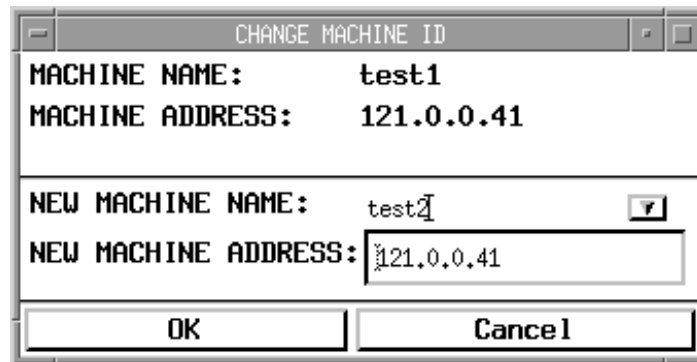 CHANGE MACHINE ID
MACHINE NAME: test1
MACHINE ADDRESS: 121.0.0.41
NEW MACHINE NAME: test2
NEW MACHINE ADDRESS: 121.0.0.41
OK Cancel